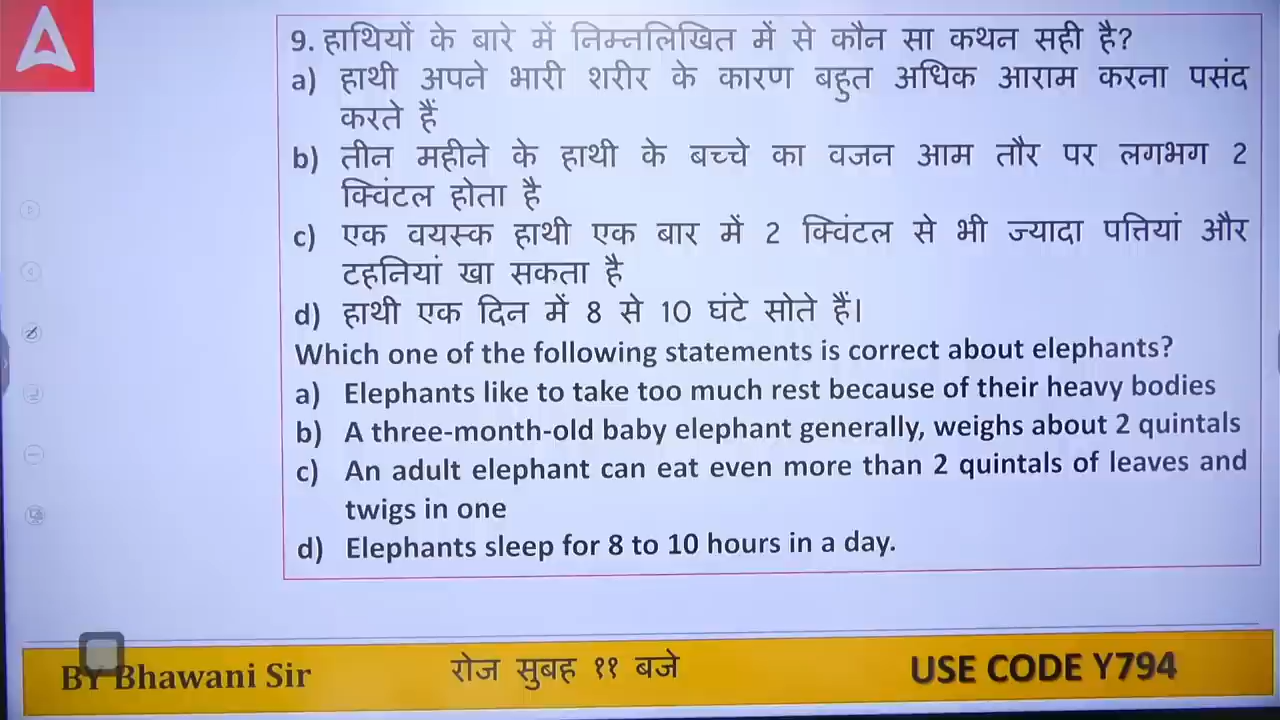 9. हाथियों के बारे में निम्नलिखित में से कौन सा कथन सही है?
a) हाथी अपने भारी शरीर के कारण बहुत अधिक आराम करना पसंद
करते हैं
b) तीन महीने के हाथी के बच्चे का वजन आम तौर पर लगभग 2
क्विंटल होता है
c) एक वयस्क हाथी एक बार में 2 क्विंटल से भी ज्यादा पत्तियां और
टहनियां खा सकता है
d) हाथी एक दिन में 8 से 10 घंटे सोते हैं।
Which one of the following statements is correct about elephants?
a) Elephants like to take too much rest because of their heavy bodies
b) A three-month-old baby elephant generally, weighs about 2 quintals
c) An adult elephant can eat even more than 2 quintals of leaves and
twigs in one
d) Elephants sleep for 8 to 10 hours in a day.
BY Bhawani Sir रोज सुबह ११ बजे USE CODE Y794